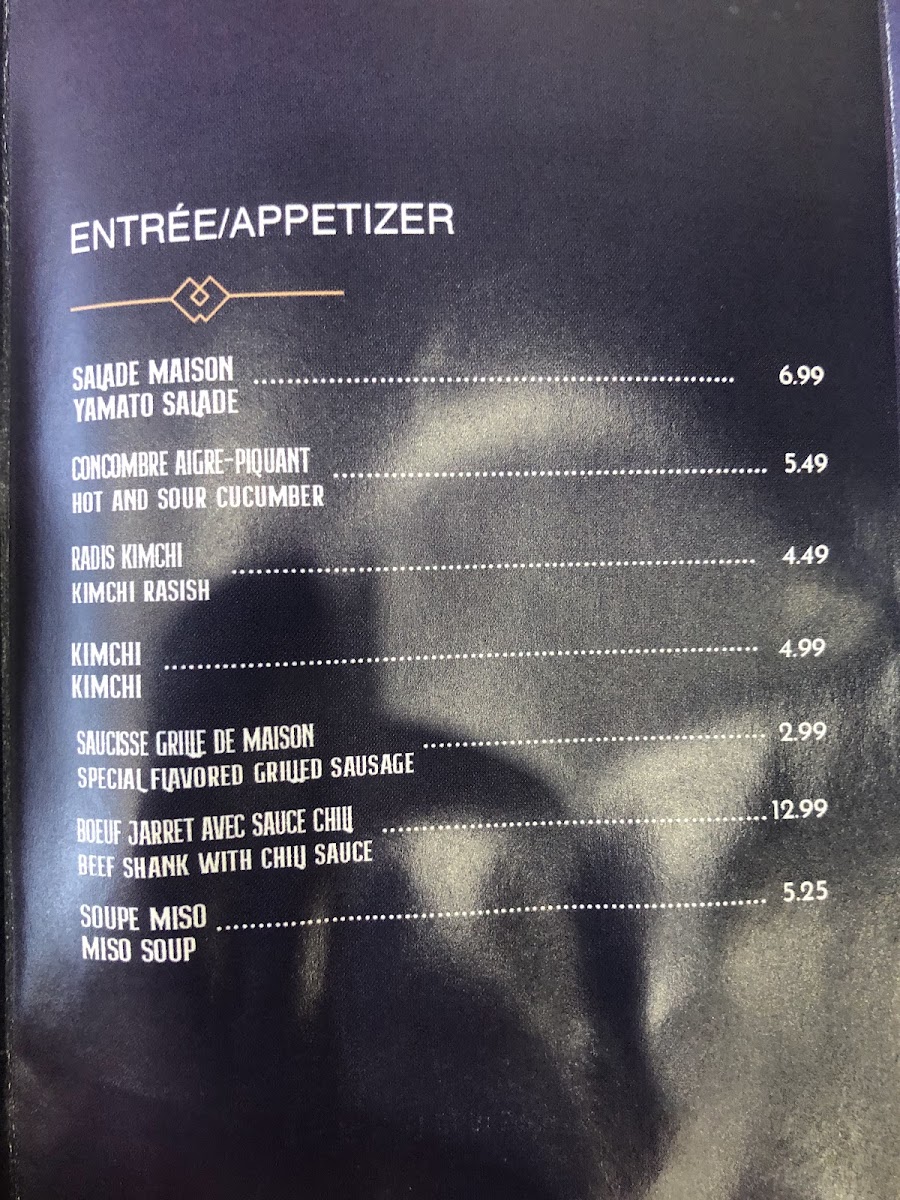 ENTRÉE/APPETIZER
SALADE MAISON ........ 6.99
YAMATO SALADE
CONCOMBRE AIGRE-PIQUANT ........ 5.49
HOT AND SOUR CUCUMBER
RADIS KIMCHI ........ 4.49
KIMCHI RASISH
KIMCHI ........ 4.99
KIMCHI
SAUCISSE GRILLE DE MAISON ........ 2.99
SPECIAL FLAVORED GRILLED SAUSAGE
BOEUF JARRET AVEC SAUCE CHILI ........ 12.99
BEEF SHANK WITH CHILI SAUCE
SOUPE MISO ........ 5.25
MISO SOUP